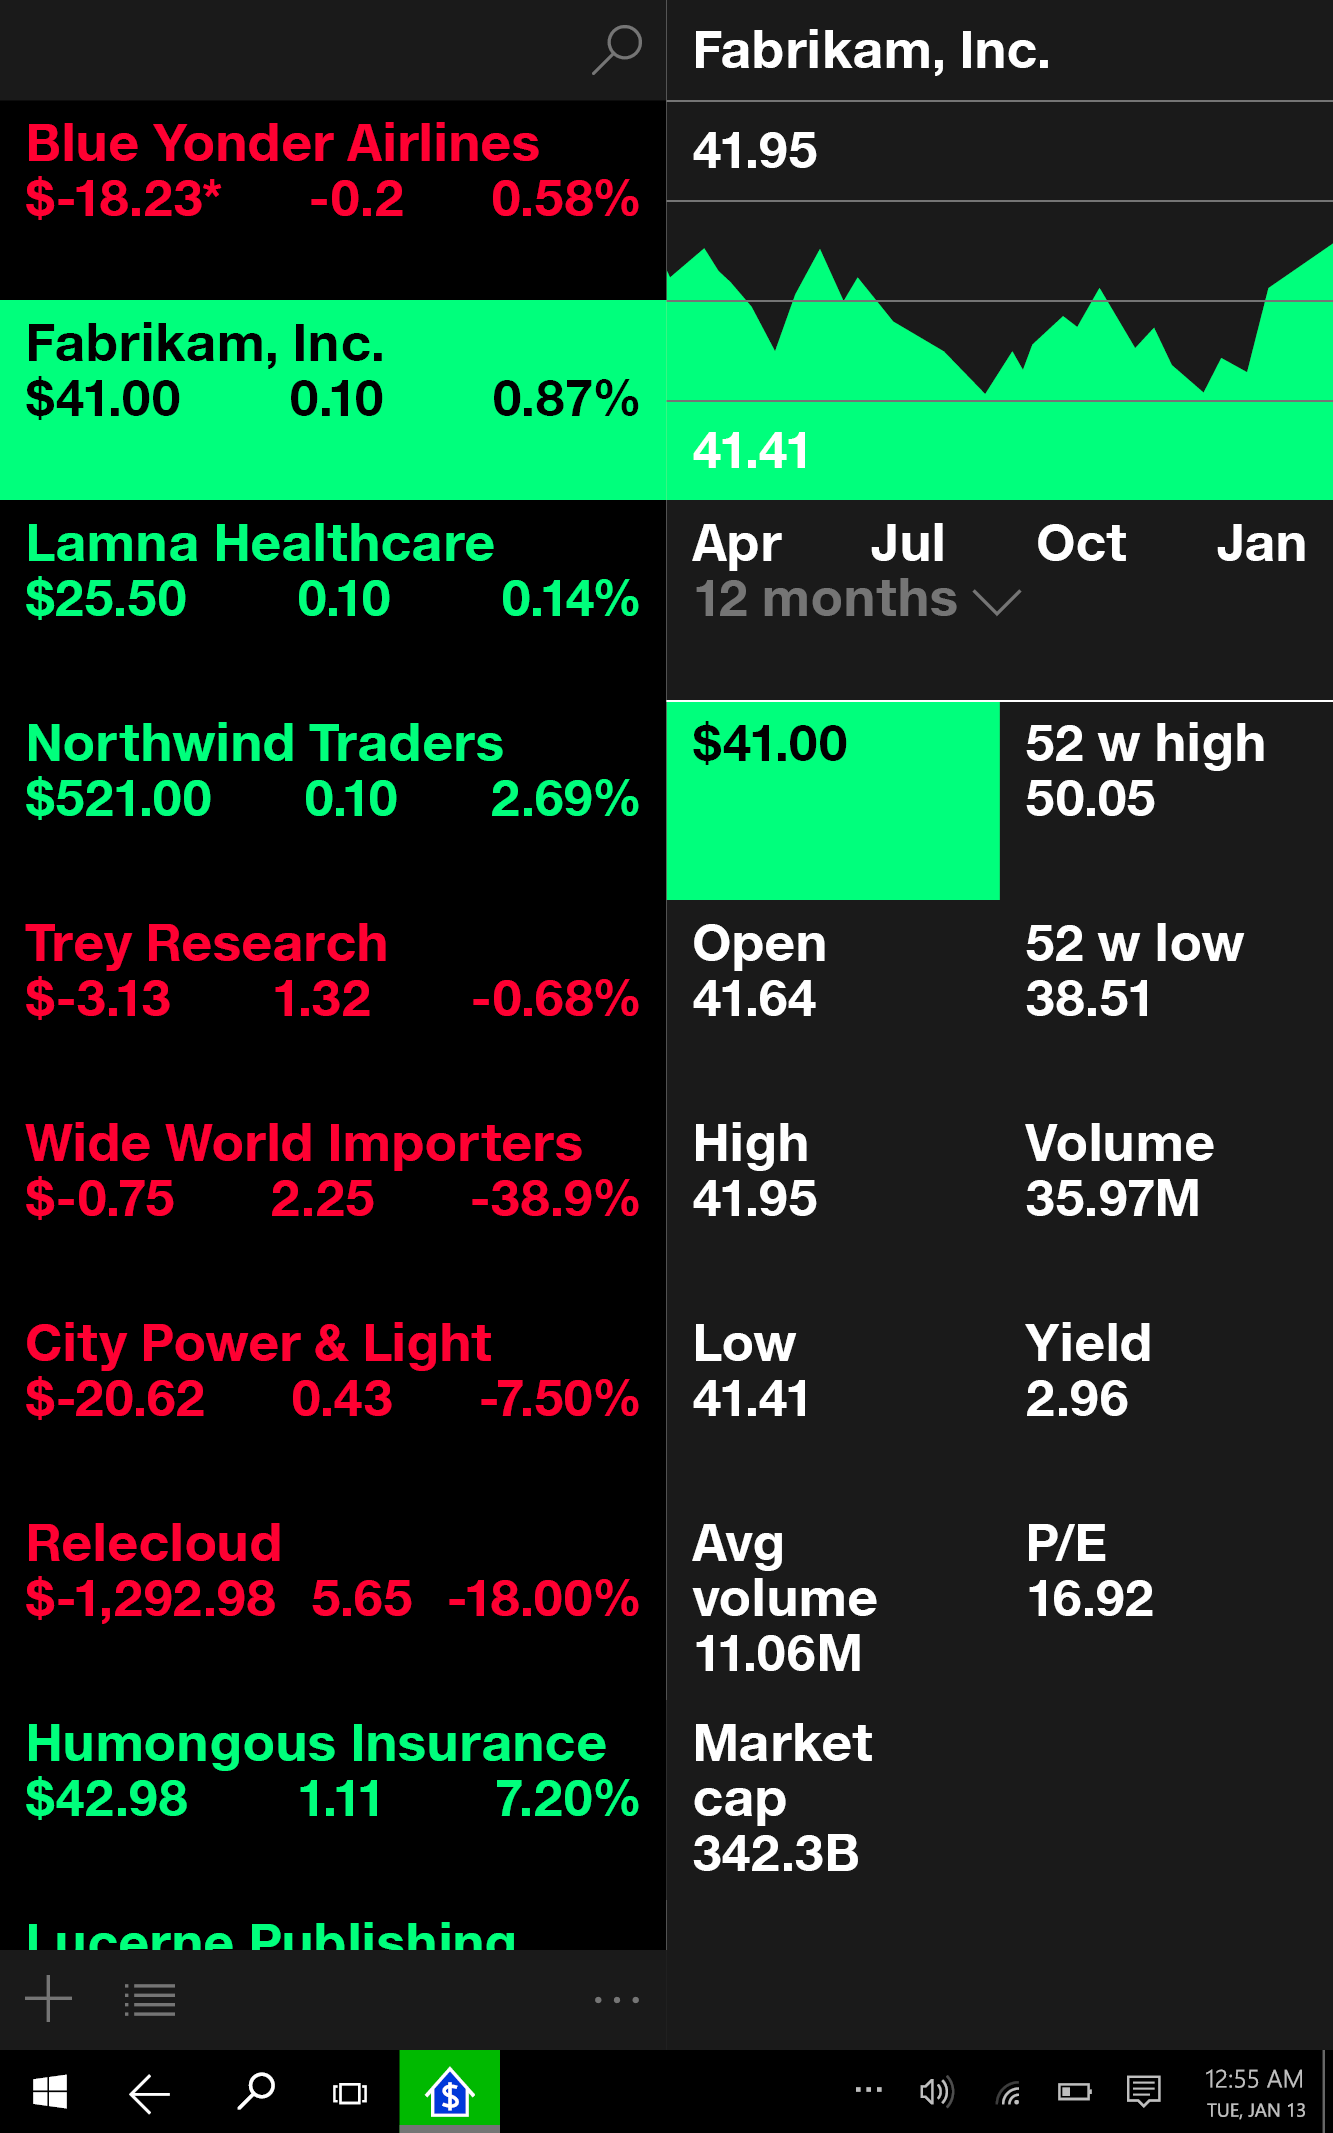 Blue Yonder Airlines
$-18.23* -0.2 0.58%
Fabrikam, Inc.
$41.00 0.10 0.87%
Lamna Healthcare
$25.50 0.10 0.14%
Northwind Traders
$521.00 0.10 2.69%
Trey Research
$-3.13 1.32 -0.68%
Wide World Importers
$-0.75 2.25 -38.9%
City Power & Light
$-20.62 0.43 -7.50%
Relecloud
$-1,292.98 5.65 -18.00%
Humongous Insurance
$42.98 1.11 7.20%
Lucerne Publishing
Fabrikam, Inc.
41.95
41.41
Apr Jul Oct Jan
12 months
$41.00
52 w high
50.05
Open
41.64
52 w low
38.51
High
41.95
Volume
35.97M
Low
41.41
Yield
2.96
Avg
volume
11.06M
P/E
16.92
Market
cap
342.3B
$
12:55 AM
TUE, JAN 13